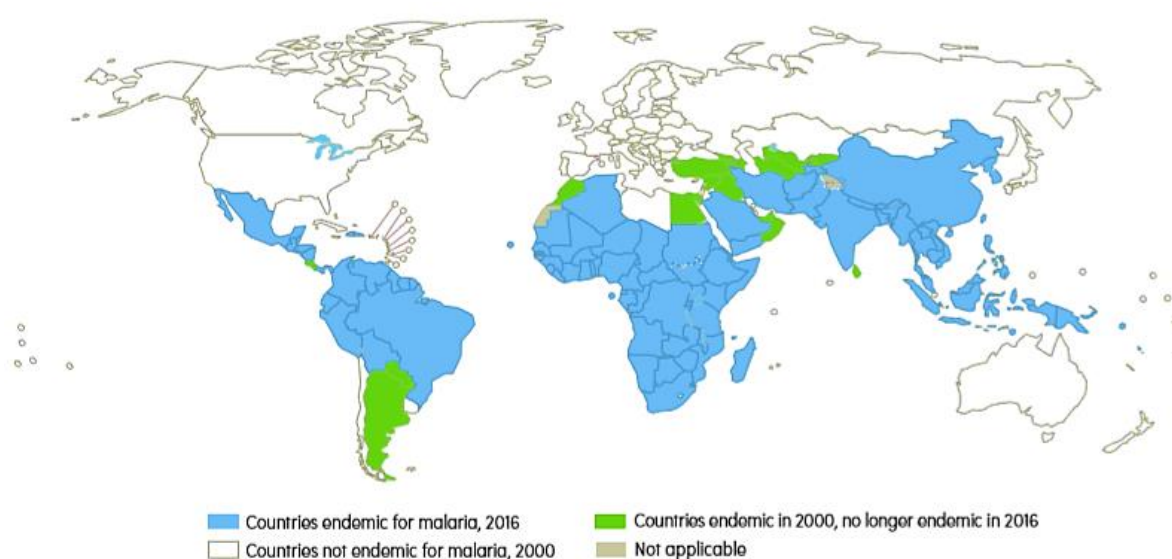 Countries endemic for malaria, 2016
Countries endemic in 2000, no longer endemic in 2016
Countries not endemic for malaria, 2000
Not applicable